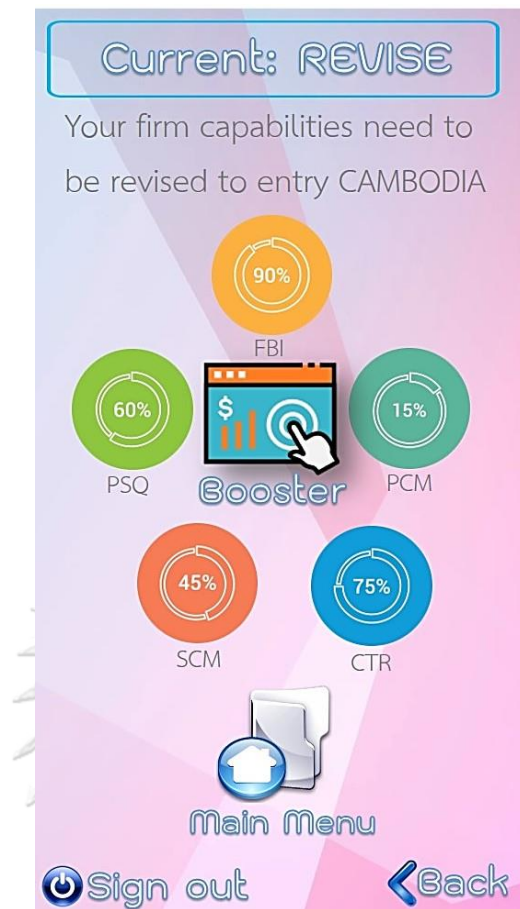 Current: REVISE
Your firm capabilities need to
be revised to entry CAMBODIA
90%
FBI
60%
PSQ
$
Booster
15%
PCM
45%
SCM
75%
CTR
Main Menu
Sign out
Back